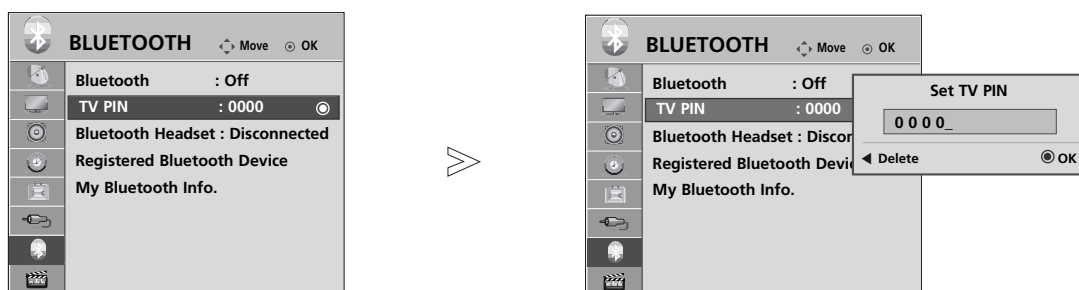 BLUETOOTH Move OK
Bluetooth : Off
TV PIN : 0000
Bluetooth Headset : Disconnected
Registered Bluetooth Device
My Bluetooth Info.
BLUETOOTH Move OK
Bluetooth : Off
TV PIN : 0000
Bluetooth Headset : Discon
Registered Bluetooth Devi
My Bluetooth Info.
Set TV PIN
0 0 0 0_
Delete OK